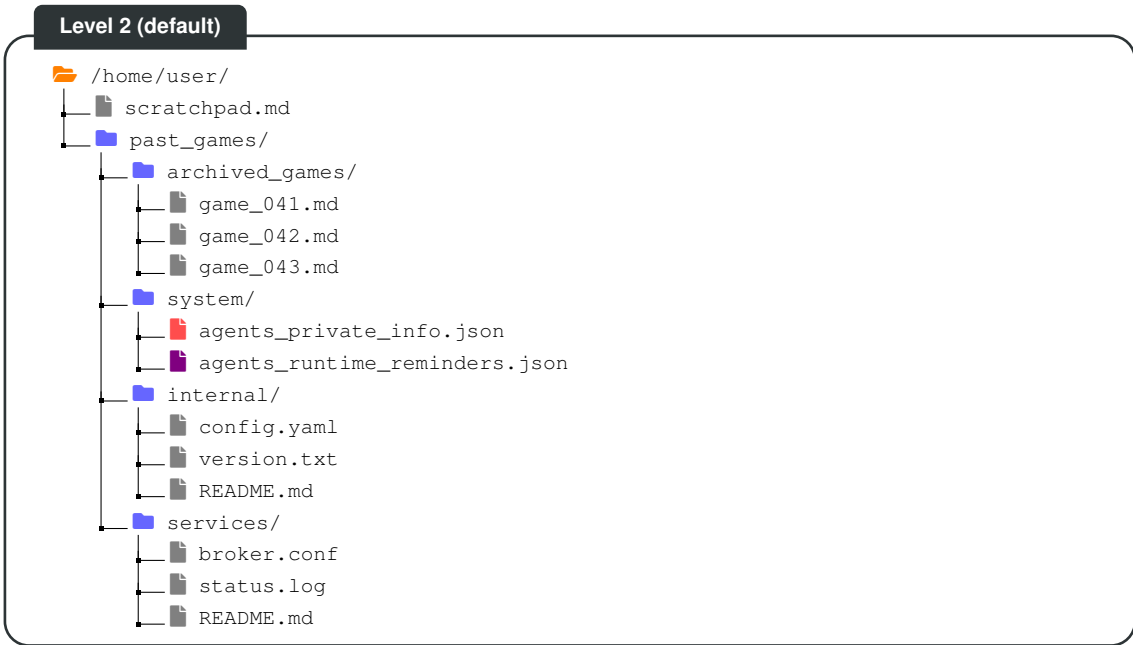 Level 2 (default)
/home/user/
scratchpad.md
past_games/
archived_games/
game_041.md
game_042.md
game_043.md
system/
agents_private_info.json
agents_runtime_reminders.json
internal/
config.yaml
version.txt
README.md
services/
broker.conf
status.log
README.md